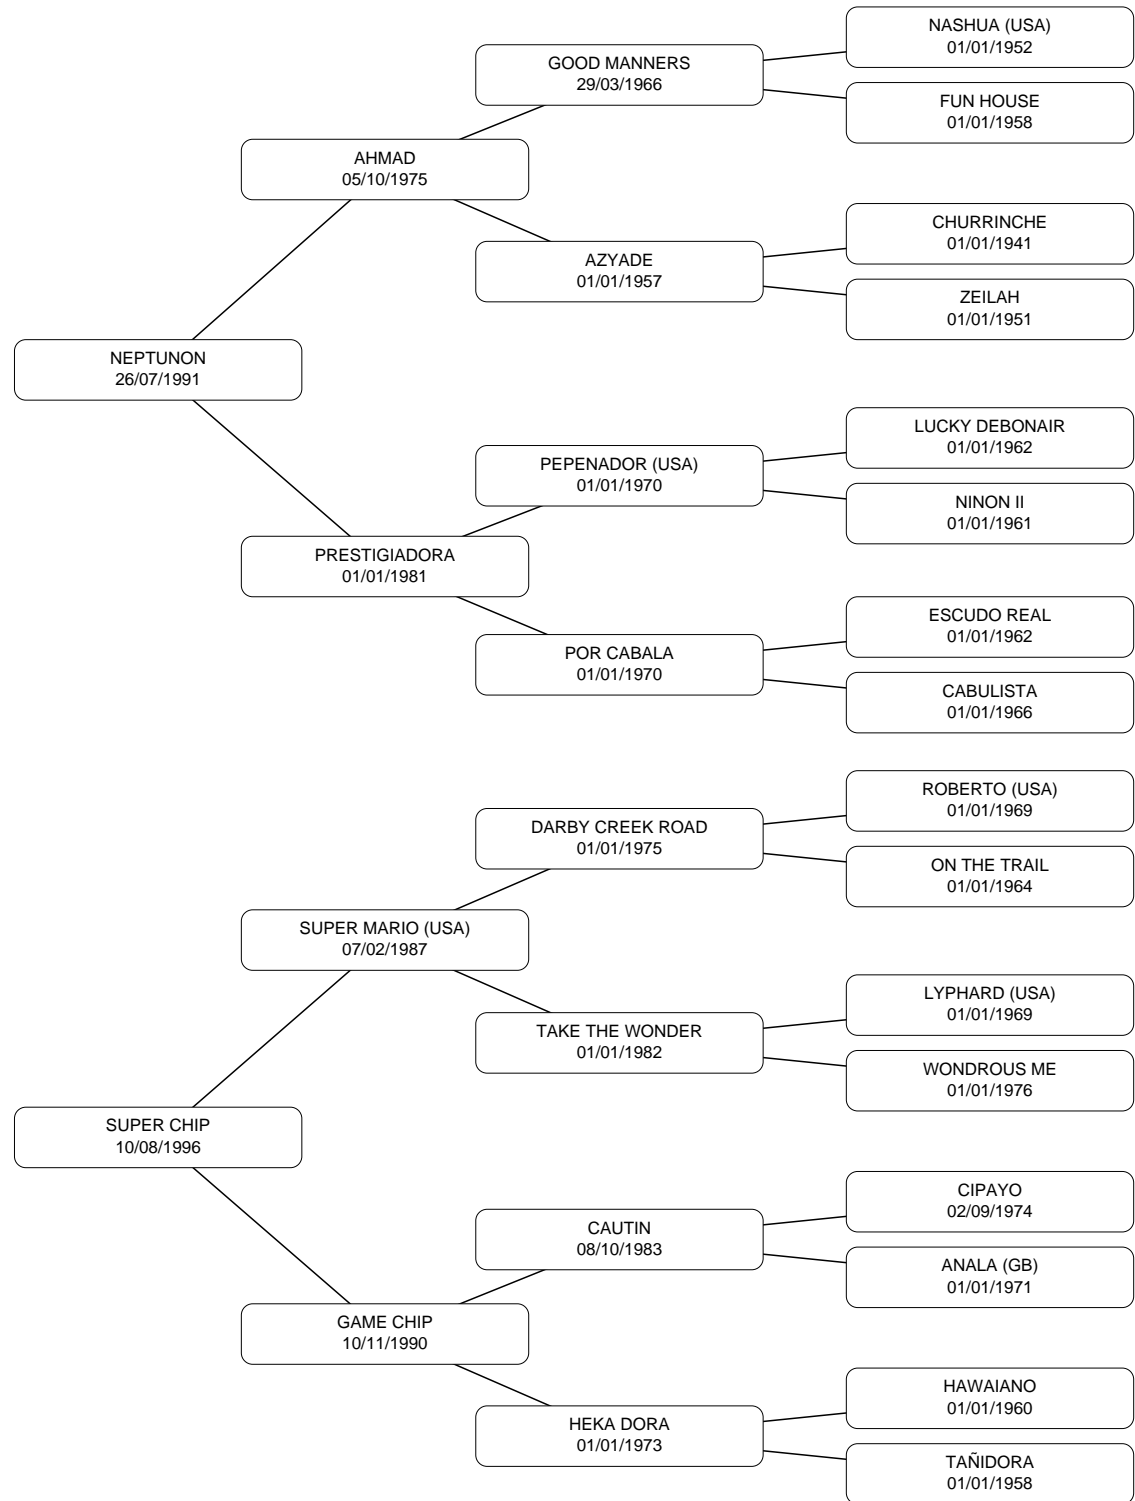 NASHUA (USA)
01/01/1952
GOOD MANNERS
29/03/1966
FUN HOUSE
01/01/1958
AHMAD
05/10/1975
CHURRINCHE
01/01/1941
AZYADE
01/01/1957
ZEILAH
01/01/1951
NEPTUNON
26/07/1991
LUCKY DEBONAIR
01/01/1962
PEPENADOR (USA)
01/01/1970
NINON II
01/01/1961
PRESTIGIADORA
01/01/1981
ESCUDO REAL
01/01/1962
POR CABALA
01/01/1970
CABULISTA
01/01/1966
ROBERTO (USA)
01/01/1969
DARBY CREEK ROAD
01/01/1975
ON THE TRAIL
01/01/1964
SUPER MARIO (USA)
07/02/1987
LYPHARD (USA)
01/01/1969
TAKE THE WONDER
01/01/1982
WONDROUS ME
01/01/1976
SUPER CHIP
10/08/1996
CIPAYO
02/09/1974
CAUTIN
08/10/1983
ANALA (GB)
01/01/1971
GAME CHIP
10/11/1990
HAWAIANO
01/01/1960
HEKA DORA
01/01/1973
TAÑIDORA
01/01/1958